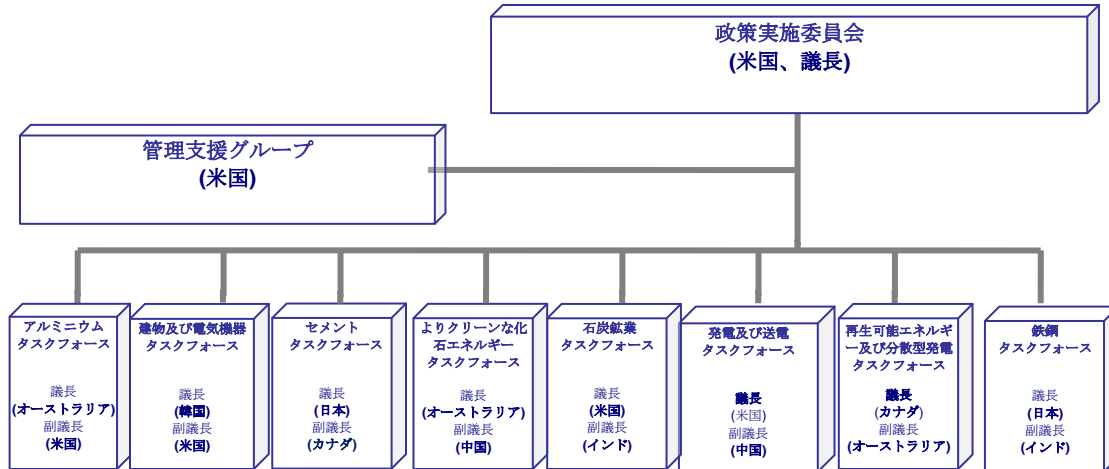 政策実施委員会
(米国、議長)
管理支援グループ
(米国)
アルミニウム
タスクフォース
議長
(オーストラリア)
副議長
(米国)
建物及び電気機器
タスクフォース
議長
(韓国)
副議長
(米国)
セメント
タスクフォース
議長
(日本)
副議長
(カナダ)
よりクリーンな化
石エネルギー
タスクフォース
議長
(オーストラリア)
副議長
(中国)
石炭鉱業
タスクフォース
議長
(米国)
副議長
(インド)
発電及び送電
タスクフォース
議長
(米国)
副議長
(中国)
再生可能エネルギ
ー及び分散型発電
タスクフォース
議長
(カナダ)
副議長
(オーストラリア)
鉄鋼
タスクフォース
議長
(日本)
副議長
(インド)